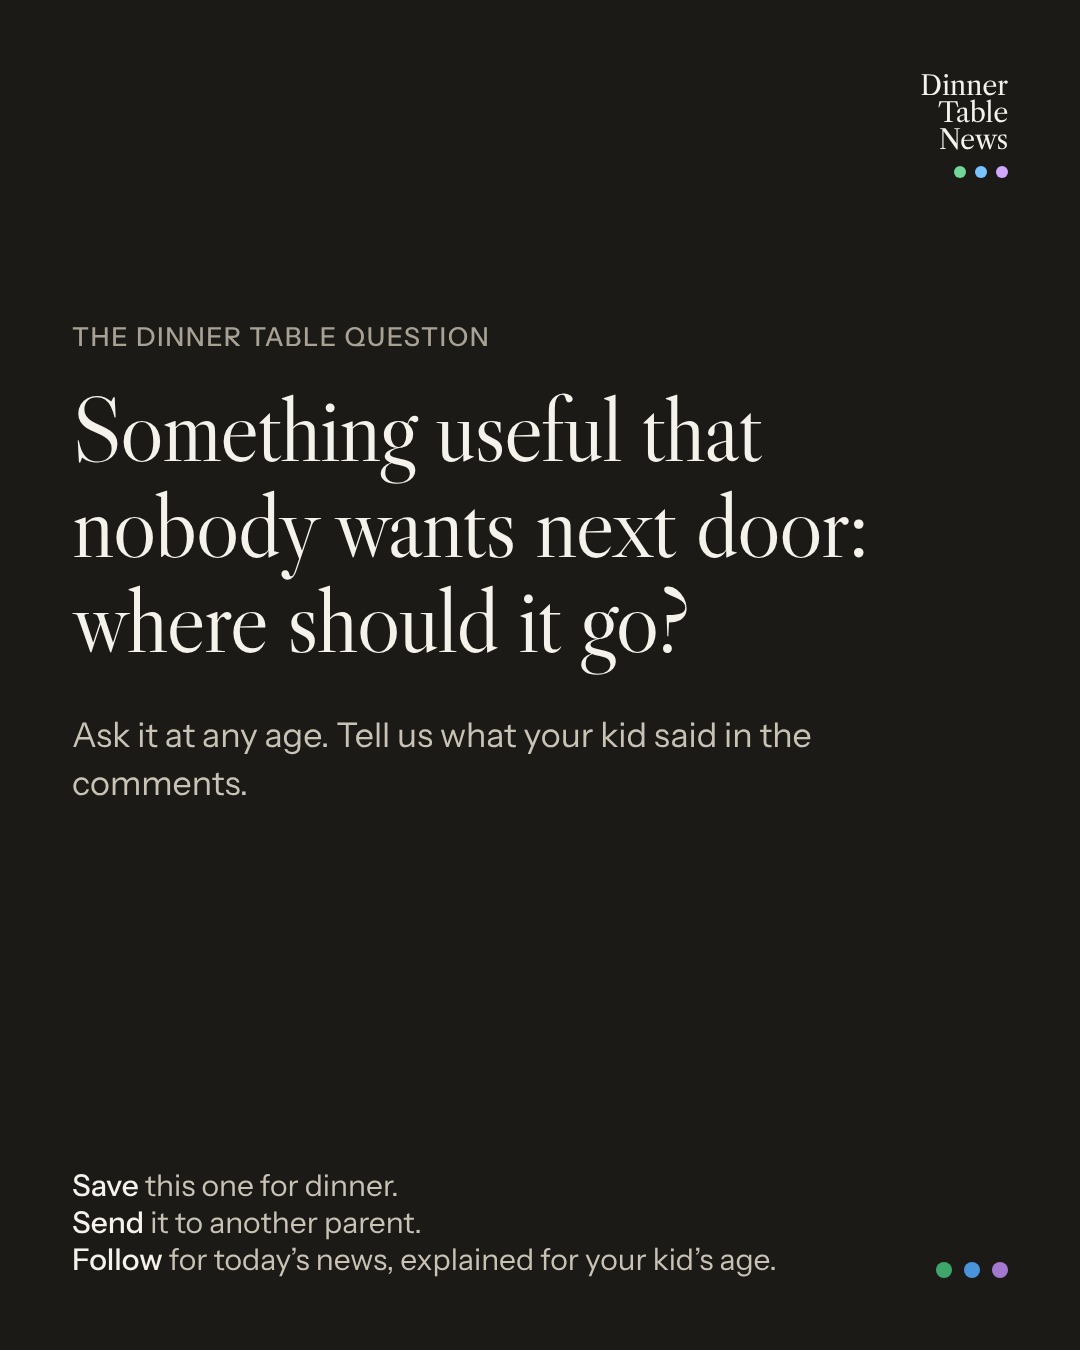 Dinner
Table
News
THE DINNER TABLE QUESTION
Something useful that
nobody wants next door:
where should it go?
Ask it at any age. Tell us what your kid said in the
comments.
Save this one for dinner.
Send it to another parent.
Follow for today’s news, explained for your kid’s age.